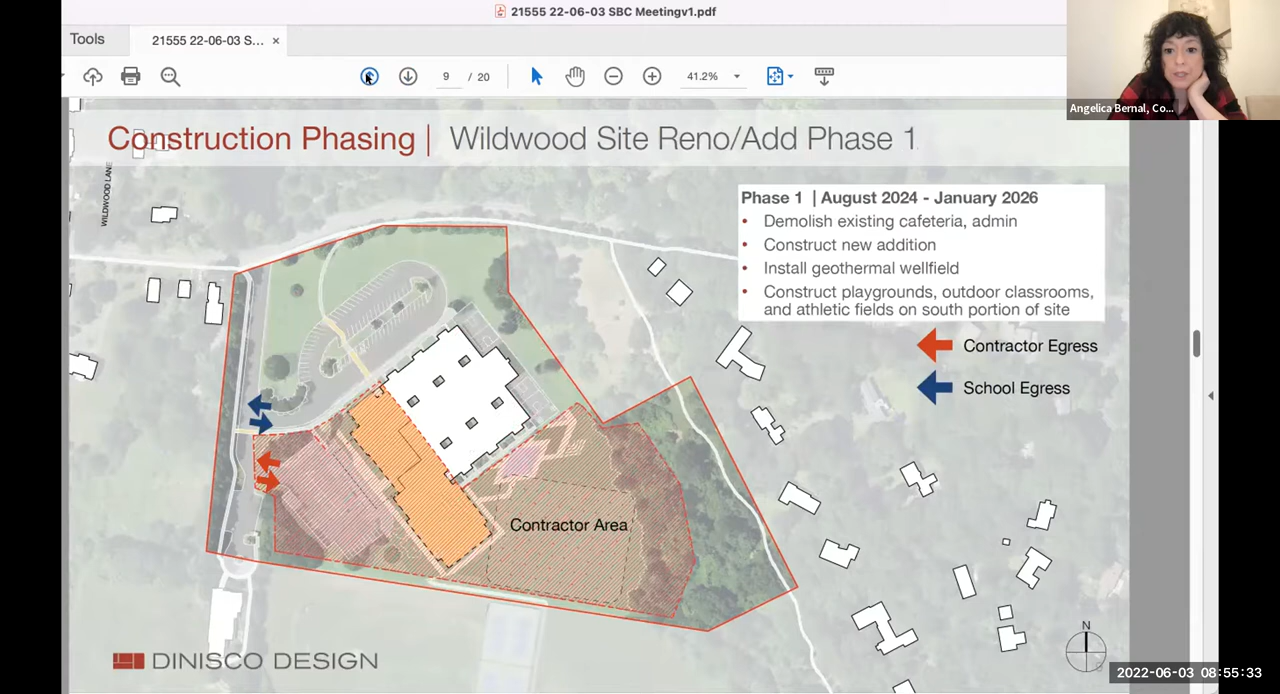 21555 22-06-03 SBC Meetingv1.pdf
Tools
21555 22-06-03 S... ×
9 / 20
41.2%
Angelica Bernal, Co...
Construction Phasing | Wildwood Site Reno/Add Phase 1
WILDWOOD LANE
Phase 1 | August 2024 - January 2026
• Demolish existing cafeteria, admin
• Construct new addition
• Install geothermal wellfield
• Construct playgrounds, outdoor classrooms,
and athletic fields on south portion of site
Contractor Egress
School Egress
Contractor Area
N
DINISCO DESIGN
2022-06-03 08:55:33